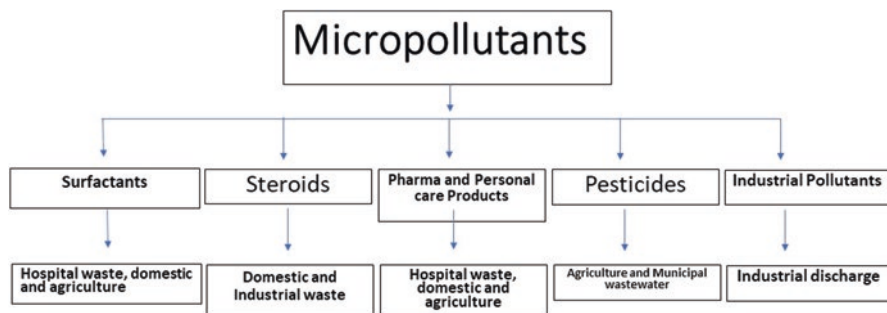 Micropollutants
Surfactants
Steroids
Pharma and Personal
care Products
Pesticides
Industrial Pollutants
Hospital waste, domestic
and agriculture
Domestic and
Industrial waste
Hospital waste,
domestic and
agriculture
Agriculture and Municipal
wastewater
Industrial discharge